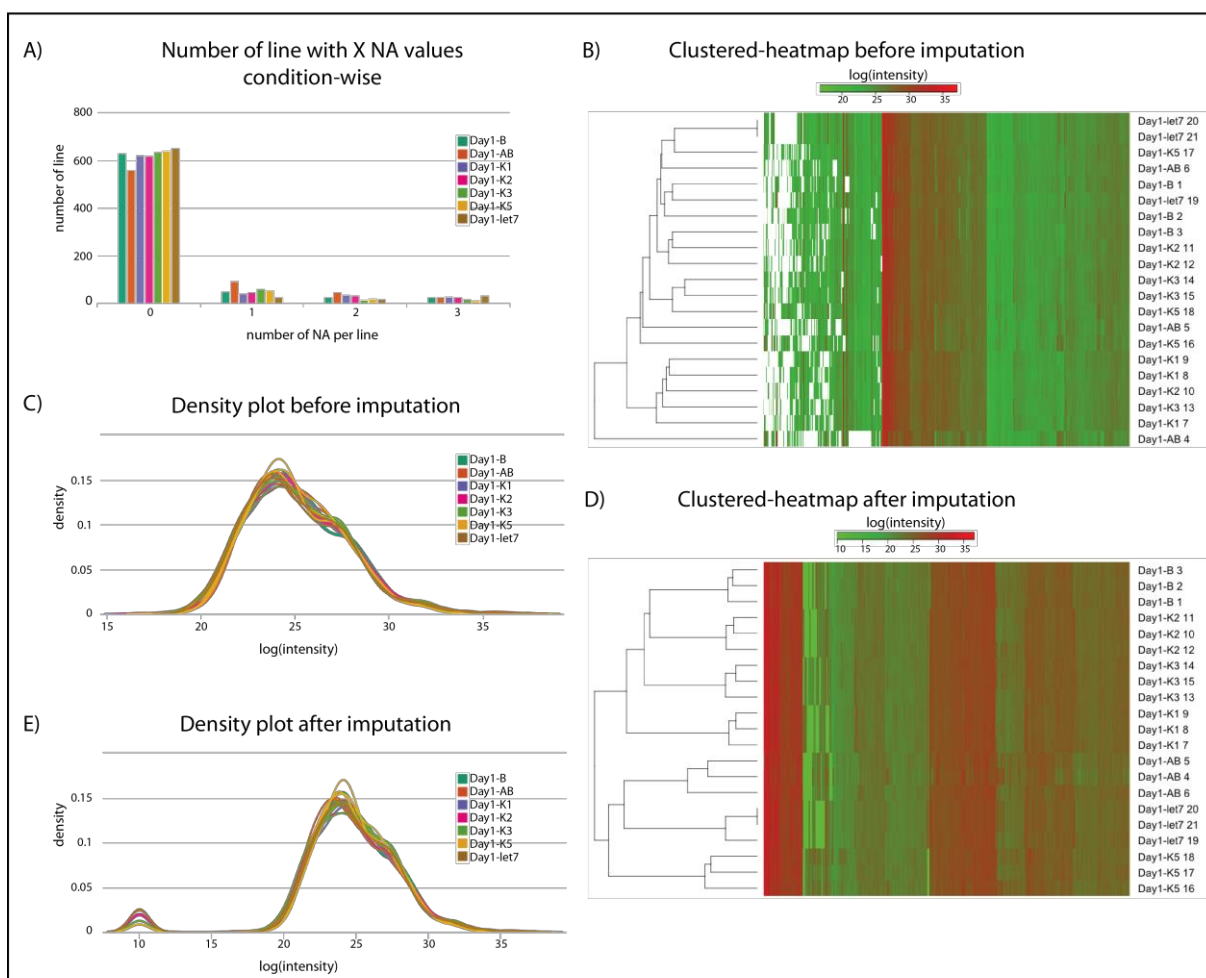 A)
Number of line with X NA values
condition-wise
800
600
400
200
0
number of line
Day1-B
Day1-AB
Day1-K1
Day1-K2
Day1-K3
Day1-K5
Day1-let7
0 1 2 3
number of NA per line
B)
Clustered-heatmap before imputation
log(intensity)
20 25 30 35
Day1-let7 20
Day1-let7 21
Day1-K5 17
Day1-AB 6
Day1-B 1
Day1-let7 19
Day1-B 2
Day1-B 3
Day1-K2 11
Day1-K2 12
Day1-K3 14
Day1-K3 15
Day1-K5 18
Day1-AB 5
Day1-K5 16
Day1-K1 9
Day1-K1 8
Day1-K2 10
Day1-K3 13
Day1-K1 7
Day1-AB 4
C)
Density plot before imputation
0.15
0.1
0.05
0
density
Day1-B
Day1-AB
Day1-K1
Day1-K2
Day1-K3
Day1-K5
Day1-let7
15 20 25 30 35
log(intensity)
D)
Clustered-heatmap after imputation
log(intensity)
10 15 20 25 30 35
Day1-B 3
Day1-B 2
Day1-B 1
Day1-K2 11
Day1-K2 10
Day1-K2 12
Day1-K3 14
Day1-K3 15
Day1-K3 13
Day1-K1 9
Day1-K1 8
Day1-K1 7
Day1-AB 5
Day1-AB 4
Day1-AB 6
Day1-let7 20
Day1-let7 21
Day1-let7 19
Day1-K5 18
Day1-K5 17
Day1-K5 16
E)
Density plot after imputation
0.15
0.1
0.05
0
density
Day1-B
Day1-AB
Day1-K1
Day1-K2
Day1-K3
Day1-K5
Day1-let7
10 15 20 25 30 35
log(intensity)